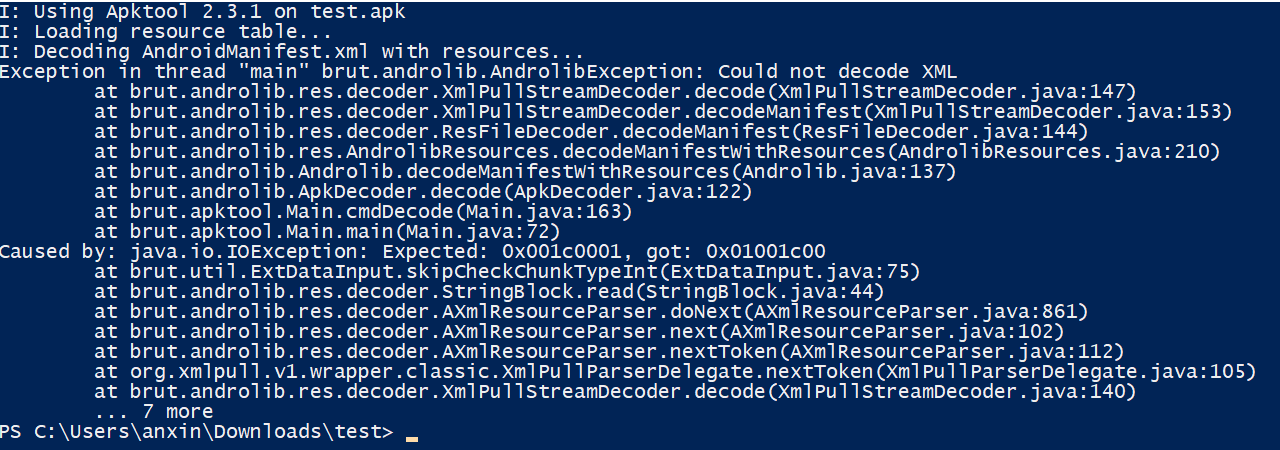 I: Using Apktool 2.3.1 on test.apk
I: Loading resource table...
I: Decoding AndroidManifest.xml with resources...
Exception in thread "main" brut.androlib.AndrolibException: Could not decode XML
        at brut.androlib.res.decoder.XmlPullStreamDecoder.decode(XmlPullStreamDecoder.java:147)
        at brut.androlib.res.decoder.XmlPullStreamDecoder.decodeManifest(XmlPullStreamDecoder.java:153)
        at brut.androlib.res.decoder.ResFileDecoder.decodeManifest(ResFileDecoder.java:144)
        at brut.androlib.res.AndrolibResources.decodeManifestWithResources(AndrolibResources.java:210)
        at brut.androlib.Androlib.decodeManifestWithResources(Androlib.java:137)
        at brut.androlib.ApkDecoder.decode(ApkDecoder.java:122)
        at brut.apktool.Main.cmdDecode(Main.java:163)
        at brut.apktool.Main.main(Main.java:72)
Caused by: java.io.IOException: Expected: 0x001c0001, got: 0x01001c00
        at brut.util.ExtDataInput.skipCheckChunkTypeInt(ExtDataInput.java:75)
        at brut.androlib.res.decoder.StringBlock.read(StringBlock.java:44)
        at brut.androlib.res.decoder.AXmlResourceParser.doNext(AXmlResourceParser.java:861)
        at brut.androlib.res.decoder.AXmlResourceParser.next(AXmlResourceParser.java:102)
        at brut.androlib.res.decoder.AXmlResourceParser.nextToken(AXmlResourceParser.java:112)
        at org.xmlpull.v1.wrapper.classic.XmlPullParserDelegate.nextToken(XmlPullParserDelegate.java:105)
        at brut.androlib.res.decoder.XmlPullStreamDecoder.decode(XmlPullStreamDecoder.java:140)
        ... 7 more
PS C:\Users\anxin\Downloads\test>